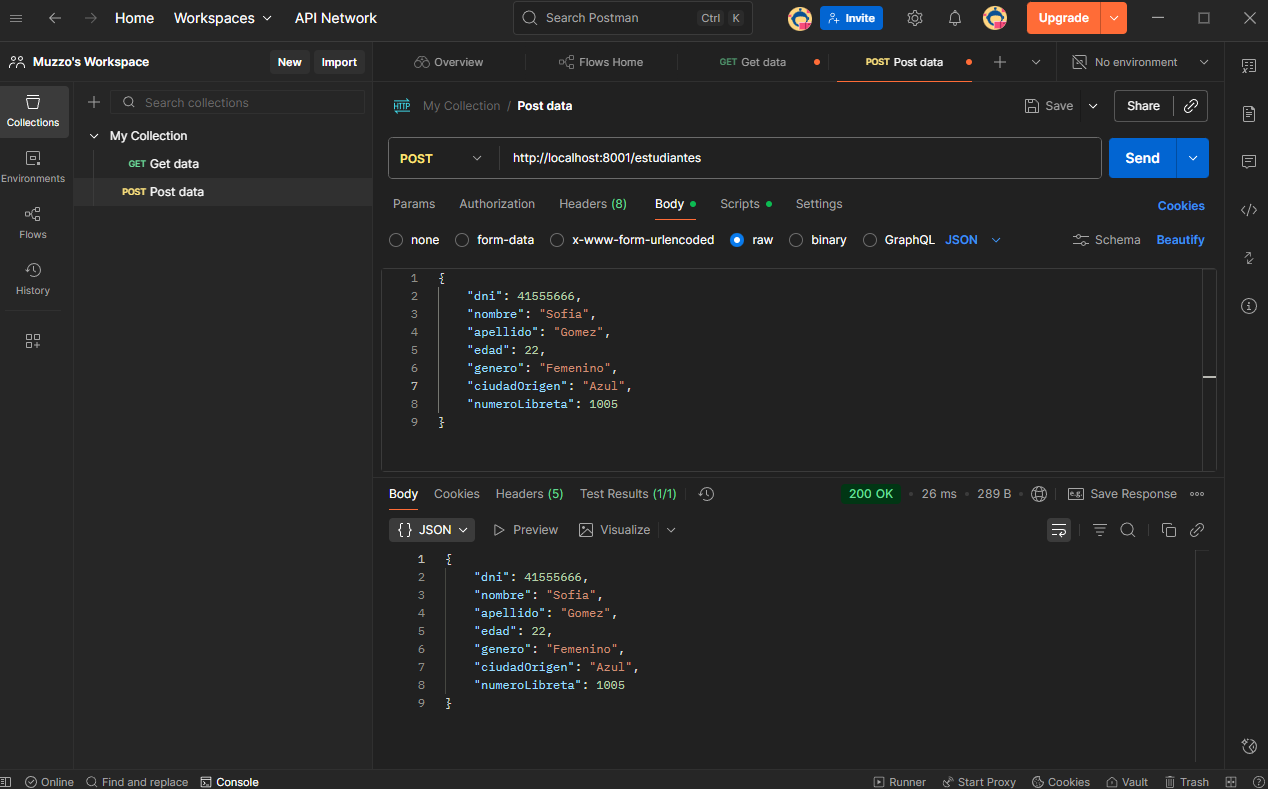 Home Workspaces API Network Search Postman Ctrl K Invite Upgrade
Muzzo's Workspace New Import Overview Flows Home GET Get data POST Post data No environment
Search collections
My Collection / Post data Save Share
Collections
My Collection
GET Get data
POST Post data
Environments
Flows
History
POST http://localhost:8001/estudiantes Send
Params Authorization Headers (8) Body Scripts Settings Cookies
none form-data x-www-form-urlencoded raw binary GraphQL JSON Schema Beautify
1 {
2 "dni": 41555666,
3 "nombre": "Sofia",
4 "apellido": "Gomez",
5 "edad": 22,
6 "genero": "Femenino",
7 "ciudadOrigen": "Azul",
8 "numeroLibreta": 1005
9 }
Body Cookies Headers (5) Test Results (1/1) 200 OK 26 ms 289 B e.g. Save Response
{} JSON Preview Visualize
1 {
2 "dni": 41555666,
3 "nombre": "Sofia",
4 "apellido": "Gomez",
5 "edad": 22,
6 "genero": "Femenino",
7 "ciudadOrigen": "Azul",
8 "numeroLibreta": 1005
9 }
Online Find and replace Console Runner Start Proxy Cookies Vault Trash